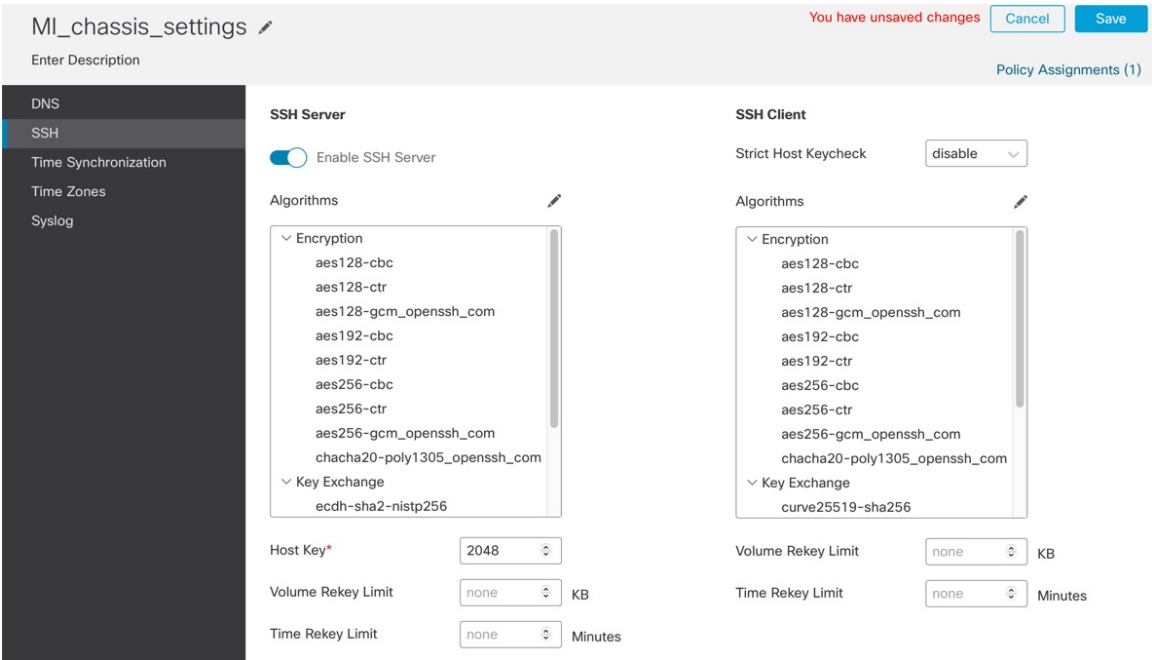 MI_chassis_settings
You have unsaved changes Cancel Save
Enter Description
Policy Assignments (1)
DNS
SSH
Time Synchronization
Time Zones
Syslog
SSH Server
Enable SSH Server
Algorithms
Encryption
aes128-cbc
aes128-ctr
aes128-gcm_openssh_com
aes192-cbc
aes192-ctr
aes256-cbc
aes256-ctr
aes256-gcm_openssh_com
chacha20-poly1305_openssh_com
Key Exchange
ecdh-sha2-nistp256
Host Key* 2048
Volume Rekey Limit none KB
Time Rekey Limit none Minutes
SSH Client
Strict Host Keycheck disable
Algorithms
Encryption
aes128-cbc
aes128-ctr
aes128-gcm_openssh_com
aes192-cbc
aes192-ctr
aes256-cbc
aes256-ctr
aes256-gcm_openssh_com
chacha20-poly1305_openssh_com
Key Exchange
curve25519-sha256
Volume Rekey Limit none KB
Time Rekey Limit none Minutes